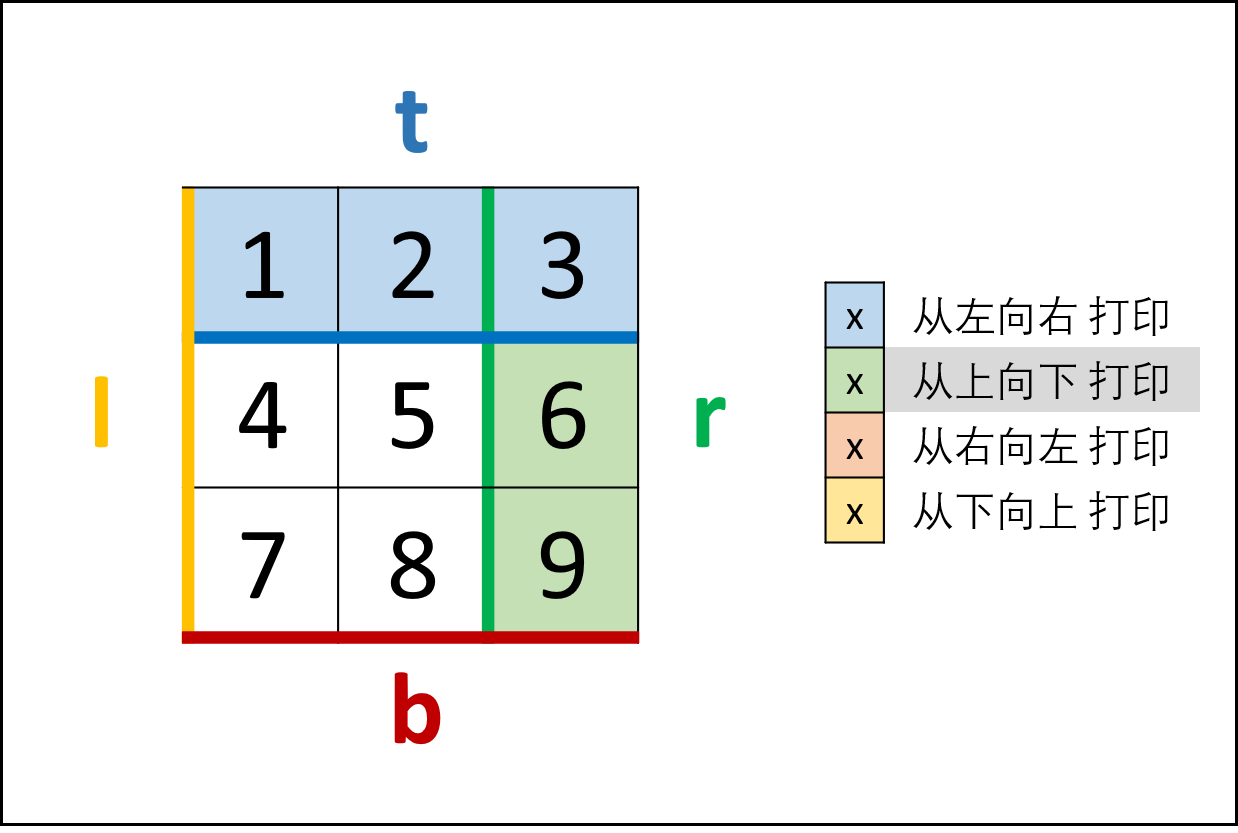 t
1 2 3
l 4 5 6 r
7 8 9
b
x 从左向右 打印
x 从上向下 打印
x 从右向左 打印
x 从下向上 打印